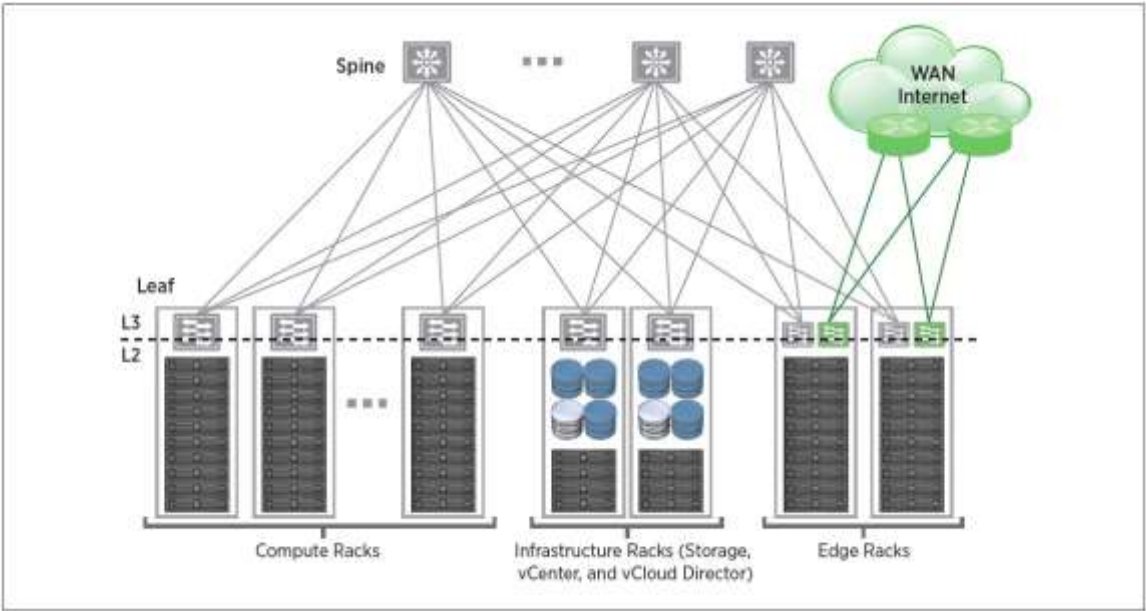 Spine
WAN
Internet
Leaf
L3
L2
Compute Racks
Infrastructure Racks (Storage,
vCenter, and vCloud Director)
Edge Racks